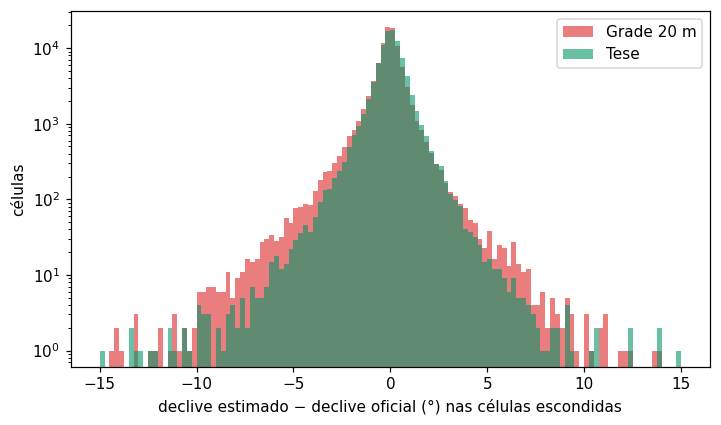 Grade 20 m
Tese
células
10⁴
10³
10²
10¹
10⁰
−15 −10 −5 0 5 10 15
declive estimado − declive oficial (°) nas células escondidas